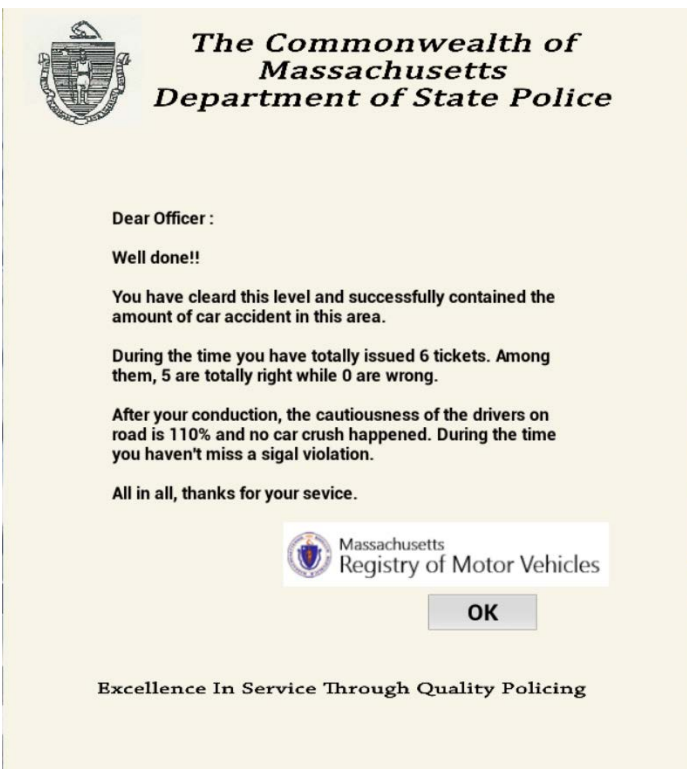 The Commonwealth of
Massachusetts
Department of State Police
Dear Officer :
Well done!!
You have cleard this level and successfully contained the
amount of car accident in this area.
During the time you have totally issued 6 tickets. Among
them, 5 are totally right while 0 are wrong.
After your conduction, the cautiousness of the drivers on
road is 110% and no car crush happened. During the time
you haven't miss a sigal violation.
All in all, thanks for your sevice.
Massachusetts
Registry of Motor Vehicles
OK
Excellence In Service Through Quality Policing